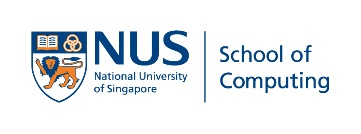 NUS
National University
of Singapore
School of
Computing